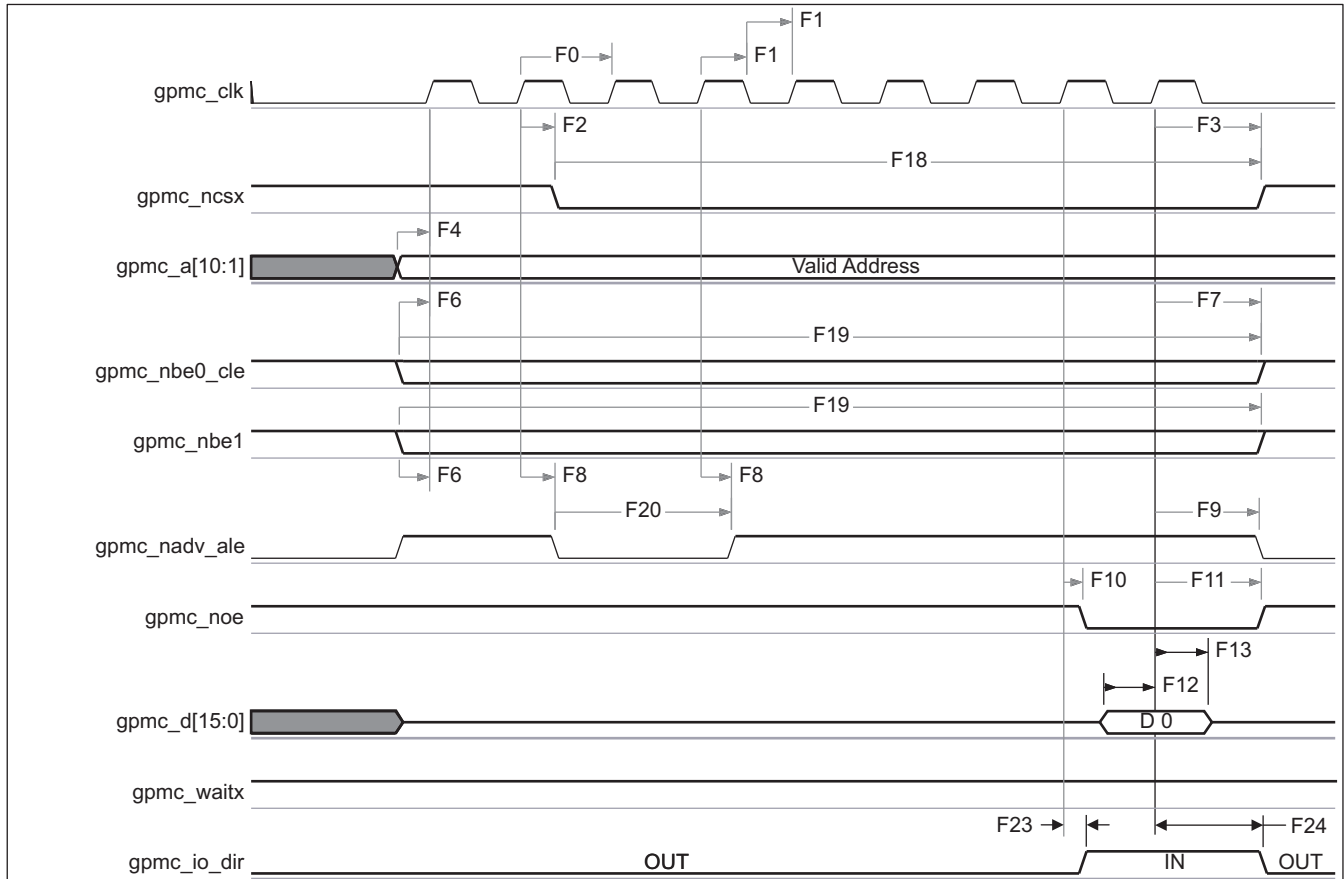 F1
F0 F1
gpmc_clk
F2 F3
F18
gpmc_ncsx
F4
gpmc_a[10:1] Valid Address
F6 F7
F19
gpmc_nbe0_cle
F19
gpmc_nbe1
F6 F8 F8
F20 F9
gpmc_nadv_ale
F10 F11
gpmc_noe
F13
F12
gpmc_d[15:0] D 0
gpmc_waitx
F23 F24
gpmc_io_dir OUT IN OUT